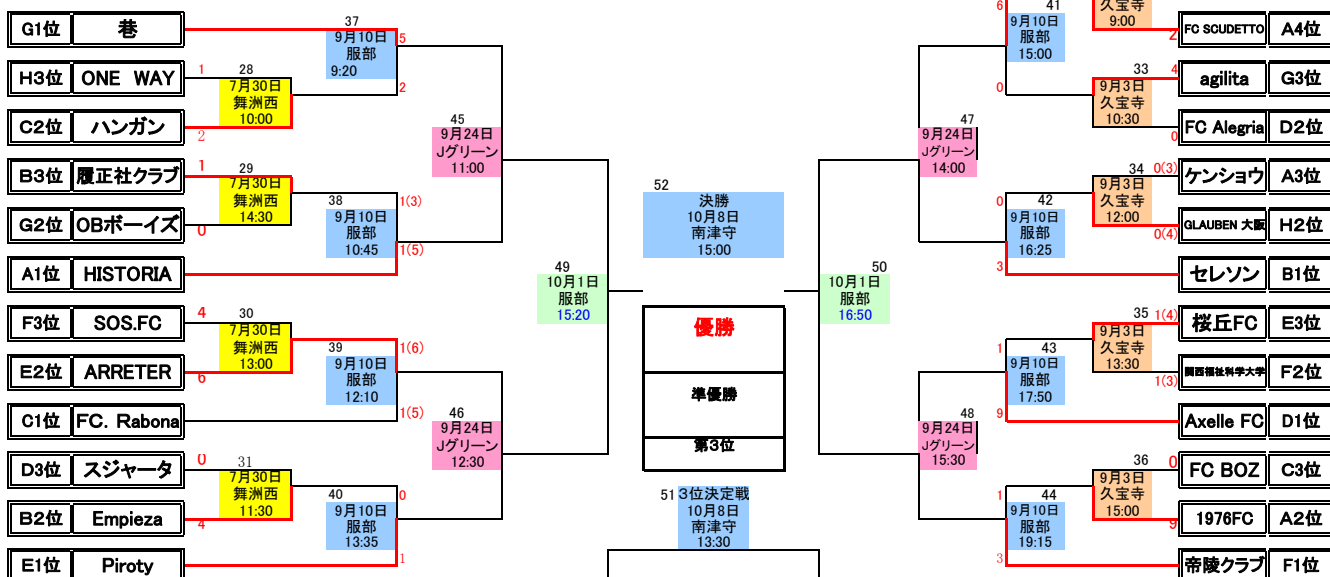 G1位 巷
H3位 ONE WAY
C2位 ハンガン
B3位 履正社クラブ
G2位 OBボーイズ
A1位 HISTORIA
F3位 SOS.FC
E2位 ARRETER
C1位 FC. Rabona
D3位 スジャータ
B2位 Empieza
E1位 Piroty
1
28
7月30日
舞洲西
10:00
2
1
29
7月30日
舞洲西
14:30
0
4
30
7月30日
舞洲西
13:00
6
0
31
7月30日
舞洲西
11:30
4
37
9月10日
服部
9:20
5
2
38
9月10日
服部
10:45
1(3)
1(5)
39
9月10日
服部
12:10
1(6)
1(5)
40
9月10日
服部
13:35
0
1
45
9月24日
Jグリーン
11:00
46
9月24日
Jグリーン
12:30
49
10月1日
服部
15:20
52
決勝
10月8日
南津守
15:00
優勝
準優勝
第3位
51 3位決定戦
10月8日
南津守
13:30
50
10月1日
服部
16:50
47
9月24日
Jグリーン
14:00
48
9月24日
Jグリーン
15:30
6
41
9月10日
服部
15:00
0
0
42
9月10日
服部
16:25
3
1
43
9月10日
服部
17:50
9
1
44
9月10日
服部
19:15
3
久宝寺
9:00
2
33
9月3日
久宝寺
10:30
4
0
34
9月3日
久宝寺
12:00
0(3)
0(4)
35
9月3日
久宝寺
13:30
1(4)
1(3)
36
9月3日
久宝寺
15:00
0
9
FC SCUDETTO A4位
agilita G3位
FC Alegria D2位
ケンショウ A3位
GLAUBEN 大阪 H2位
セレソン B1位
桜丘FC E3位
関西福祉科学大学 F2位
Axelle FC D1位
FC BOZ C3位
1976FC A2位
帝陵クラブ F1位